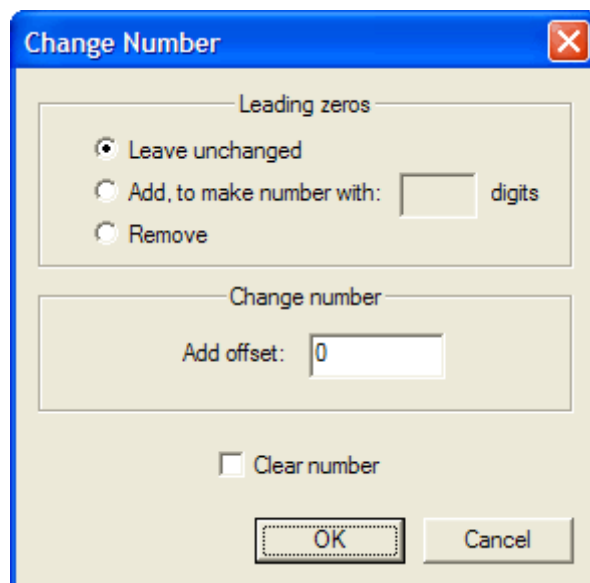 Change Number
Leading zeros
Leave unchanged
Add, to make number with: digits
Remove
Change number
Add offset: 0
Clear number
OK Cancel